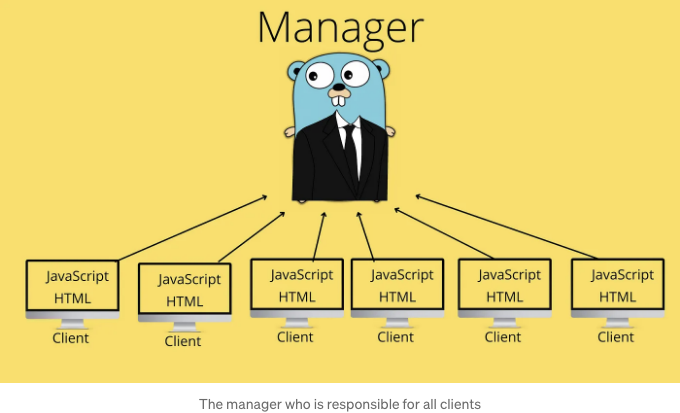 Manager
JavaScript
HTML
Client
JavaScript
HTML
Client
JavaScript
HTML
Client
JavaScript
HTML
Client
JavaScript
HTML
Client
JavaScript
HTML
Client
The manager who is responsible for all clients